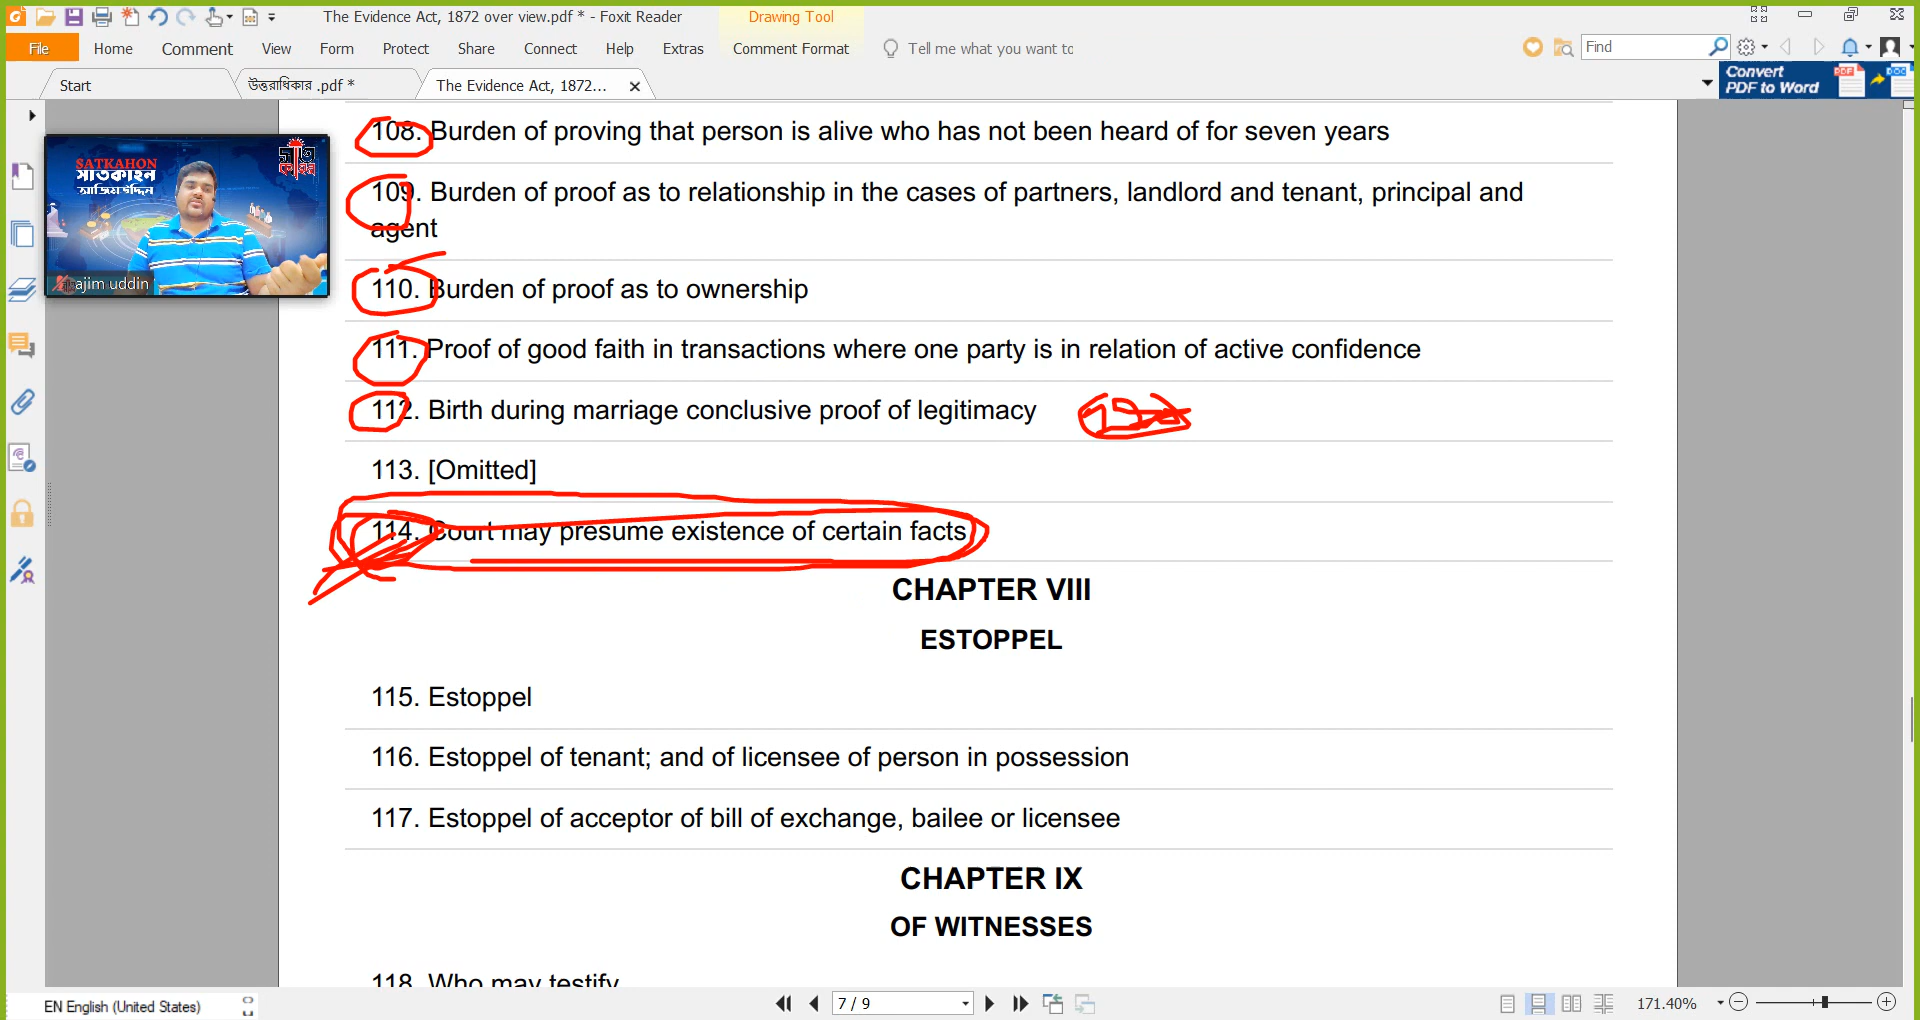 The Evidence Act, 1872 over view.pdf * - Foxit Reader
Drawing Tool
File Home Comment View Form Protect Share Connect Help Extras Comment Format Tell me what you want to Find
Start
উত্তরাধিকার .pdf *
The Evidence Act, 1872...
Convert
PDF to Word
108. Burden of proving that person is alive who has not been heard of for seven years
SATKAHON
সাতকাহন
আজিম উদ্দিন
ajim uddin
109. Burden of proof as to relationship in the cases of partners, landlord and tenant, principal and
agent
110. Burden of proof as to ownership
111. Proof of good faith in transactions where one party is in relation of active confidence
112. Birth during marriage conclusive proof of legitimacy
113. [Omitted]
114. Court may presume existence of certain facts
CHAPTER VIII
ESTOPPEL
115. Estoppel
116. Estoppel of tenant; and of licensee of person in possession
117. Estoppel of acceptor of bill of exchange, bailee or licensee
CHAPTER IX
OF WITNESSES
118. Who may testify
EN English (United States)
7 / 9
171.40%